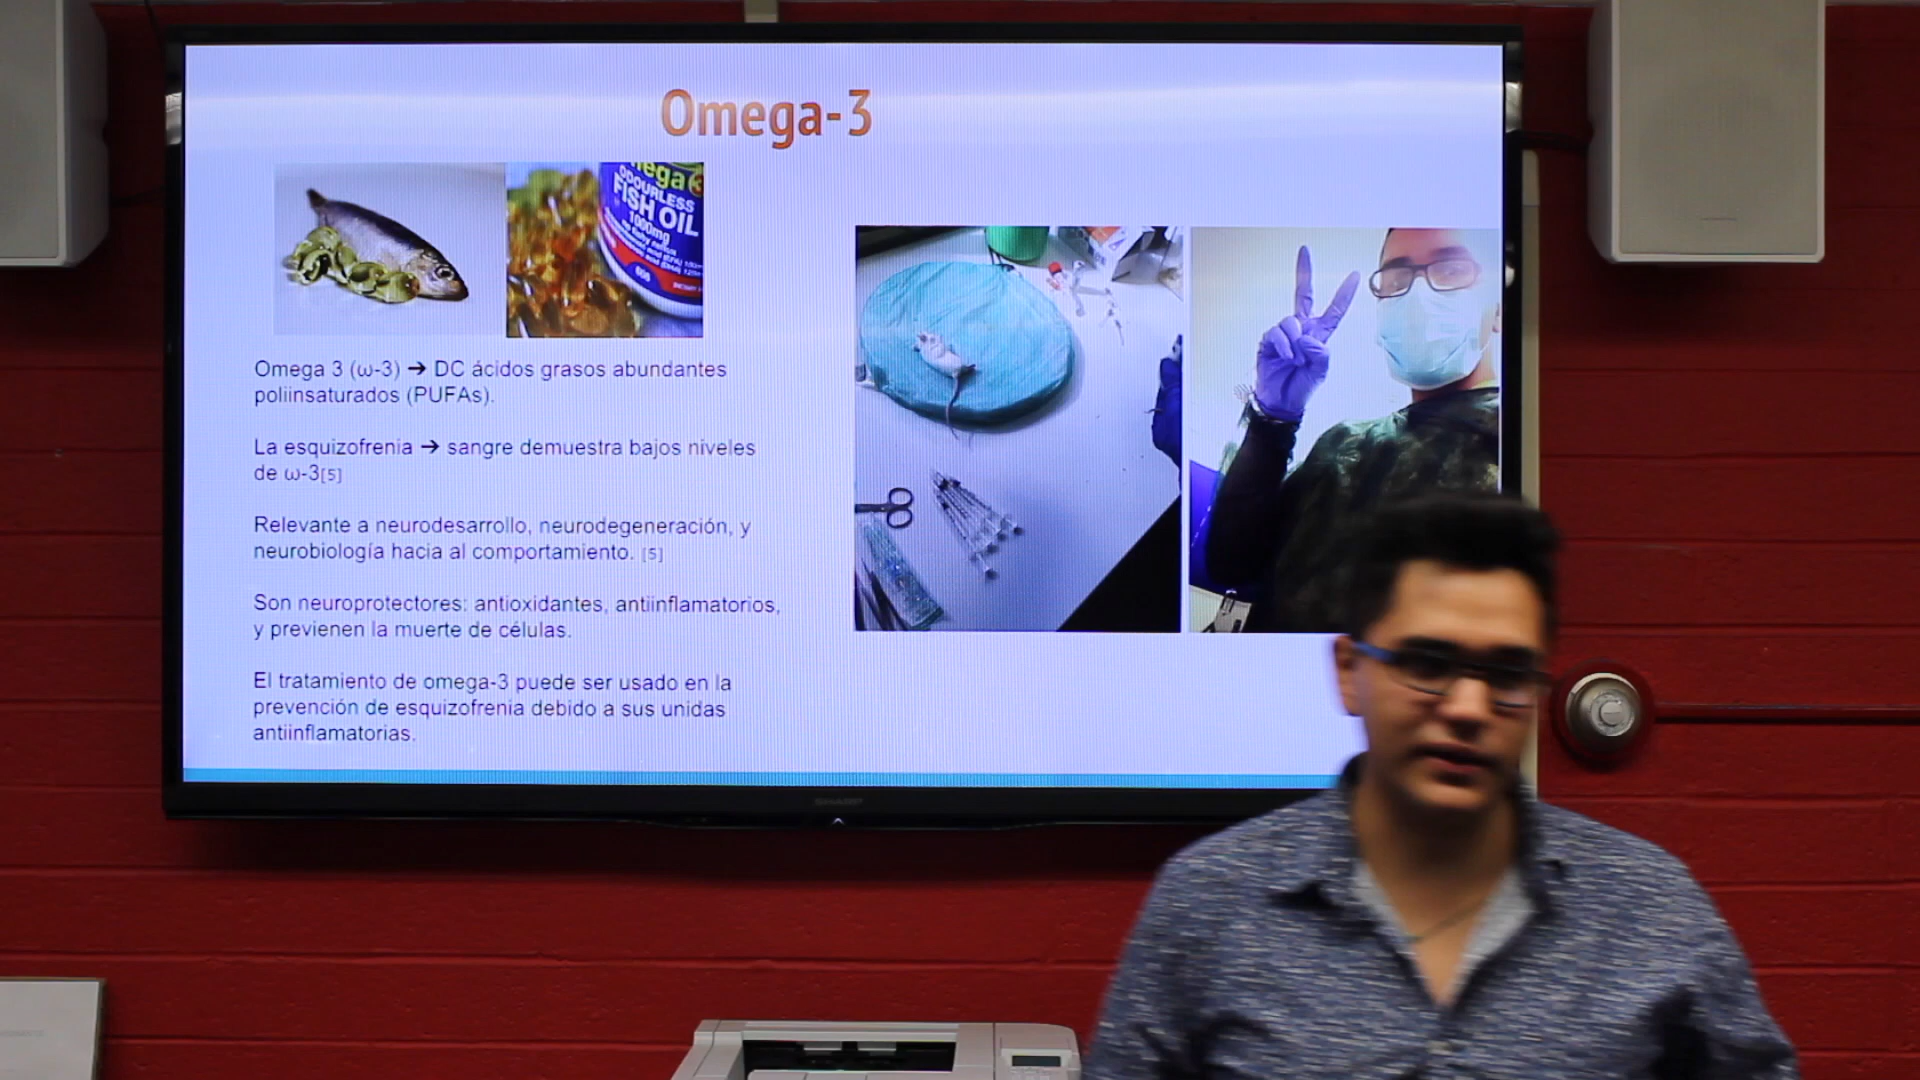 Omega-3
ega 3
ODOURLESS
FISH OIL
1000mg
Omega 3 (ω-3) ➔ DC ácidos grasos abundantes
poliinsaturados (PUFAs).
La esquizofrenia ➔ sangre demuestra bajos niveles
de ω-3[5]
Relevante a neurodesarrollo, neurodegeneración, y
neurobiología hacia al comportamiento. [5]
Son neuroprotectores: antioxidantes, antiinflamatorios,
y previenen la muerte de células.
El tratamiento de omega-3 puede ser usado en la
prevención de esquizofrenia debido a sus unidas
antiinflamatorias.
SHARP